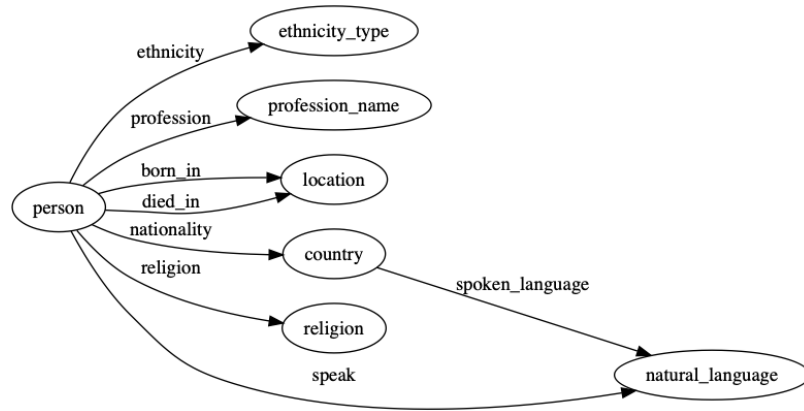 ethnicity_type
ethnicity
profession_name
profession
born_in
location
died_in
person
nationality
country
religion
spoken_language
religion
speak
natural_language